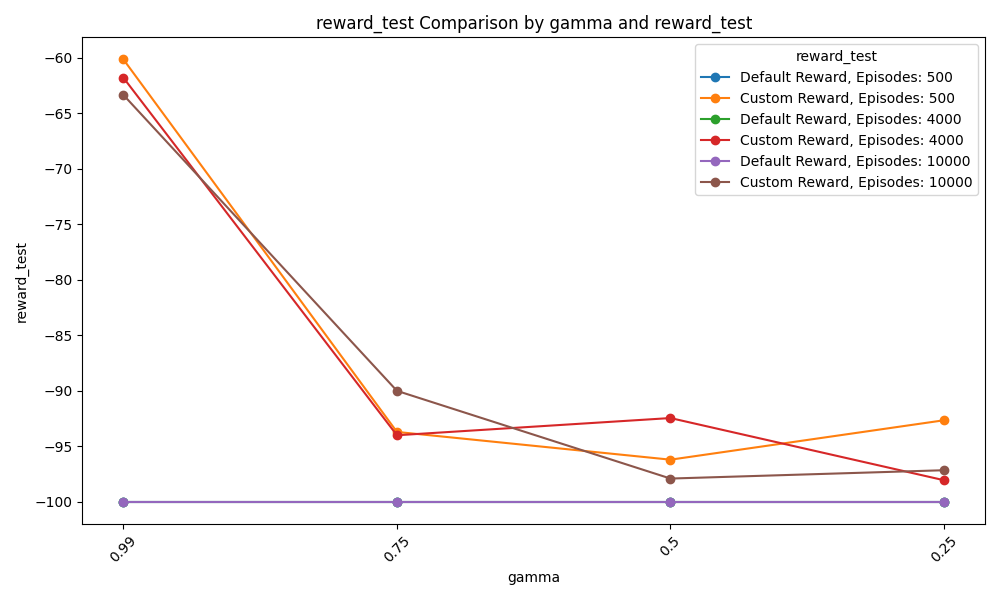 reward_test Comparison by gamma and reward_test
reward_test
−60
−65
−70
−75
−80
−85
−90
−95
−100
reward_test
Default Reward, Episodes: 500
Custom Reward, Episodes: 500
Default Reward, Episodes: 4000
Custom Reward, Episodes: 4000
Default Reward, Episodes: 10000
Custom Reward, Episodes: 10000
0.99
0.75
0.5
0.25
gamma